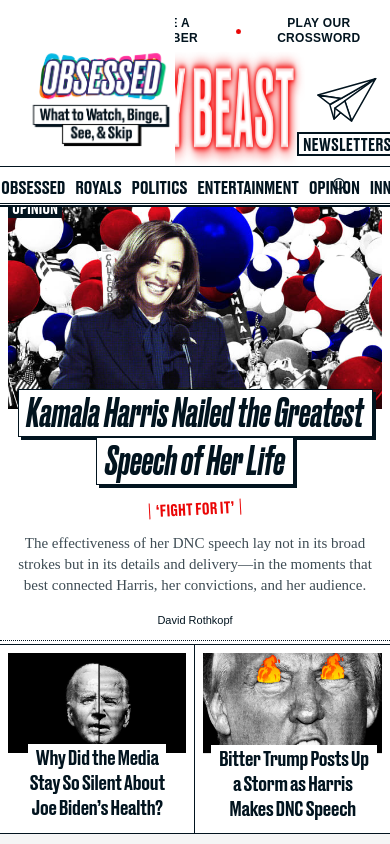 E A
BER
PLAY OUR
CROSSWORD
OBSESSED
What to Watch, Binge,
See, & Skip
Y BEAST
NEWSLETTERS
OBSESSED ROYALS POLITICS ENTERTAINMENT OPINION INN
OPINION
CALIFOR
KAMALA
Kamala Harris Nailed the Greatest
Speech of Her Life
‘FIGHT FOR IT’
The effectiveness of her DNC speech lay not in its broad
strokes but in its details and delivery—in the moments that
best connected Harris, her convictions, and her audience.
David Rothkopf
Why Did the Media
Stay So Silent About
Joe Biden’s Health?
Bitter Trump Posts Up
a Storm as Harris
Makes DNC Speech